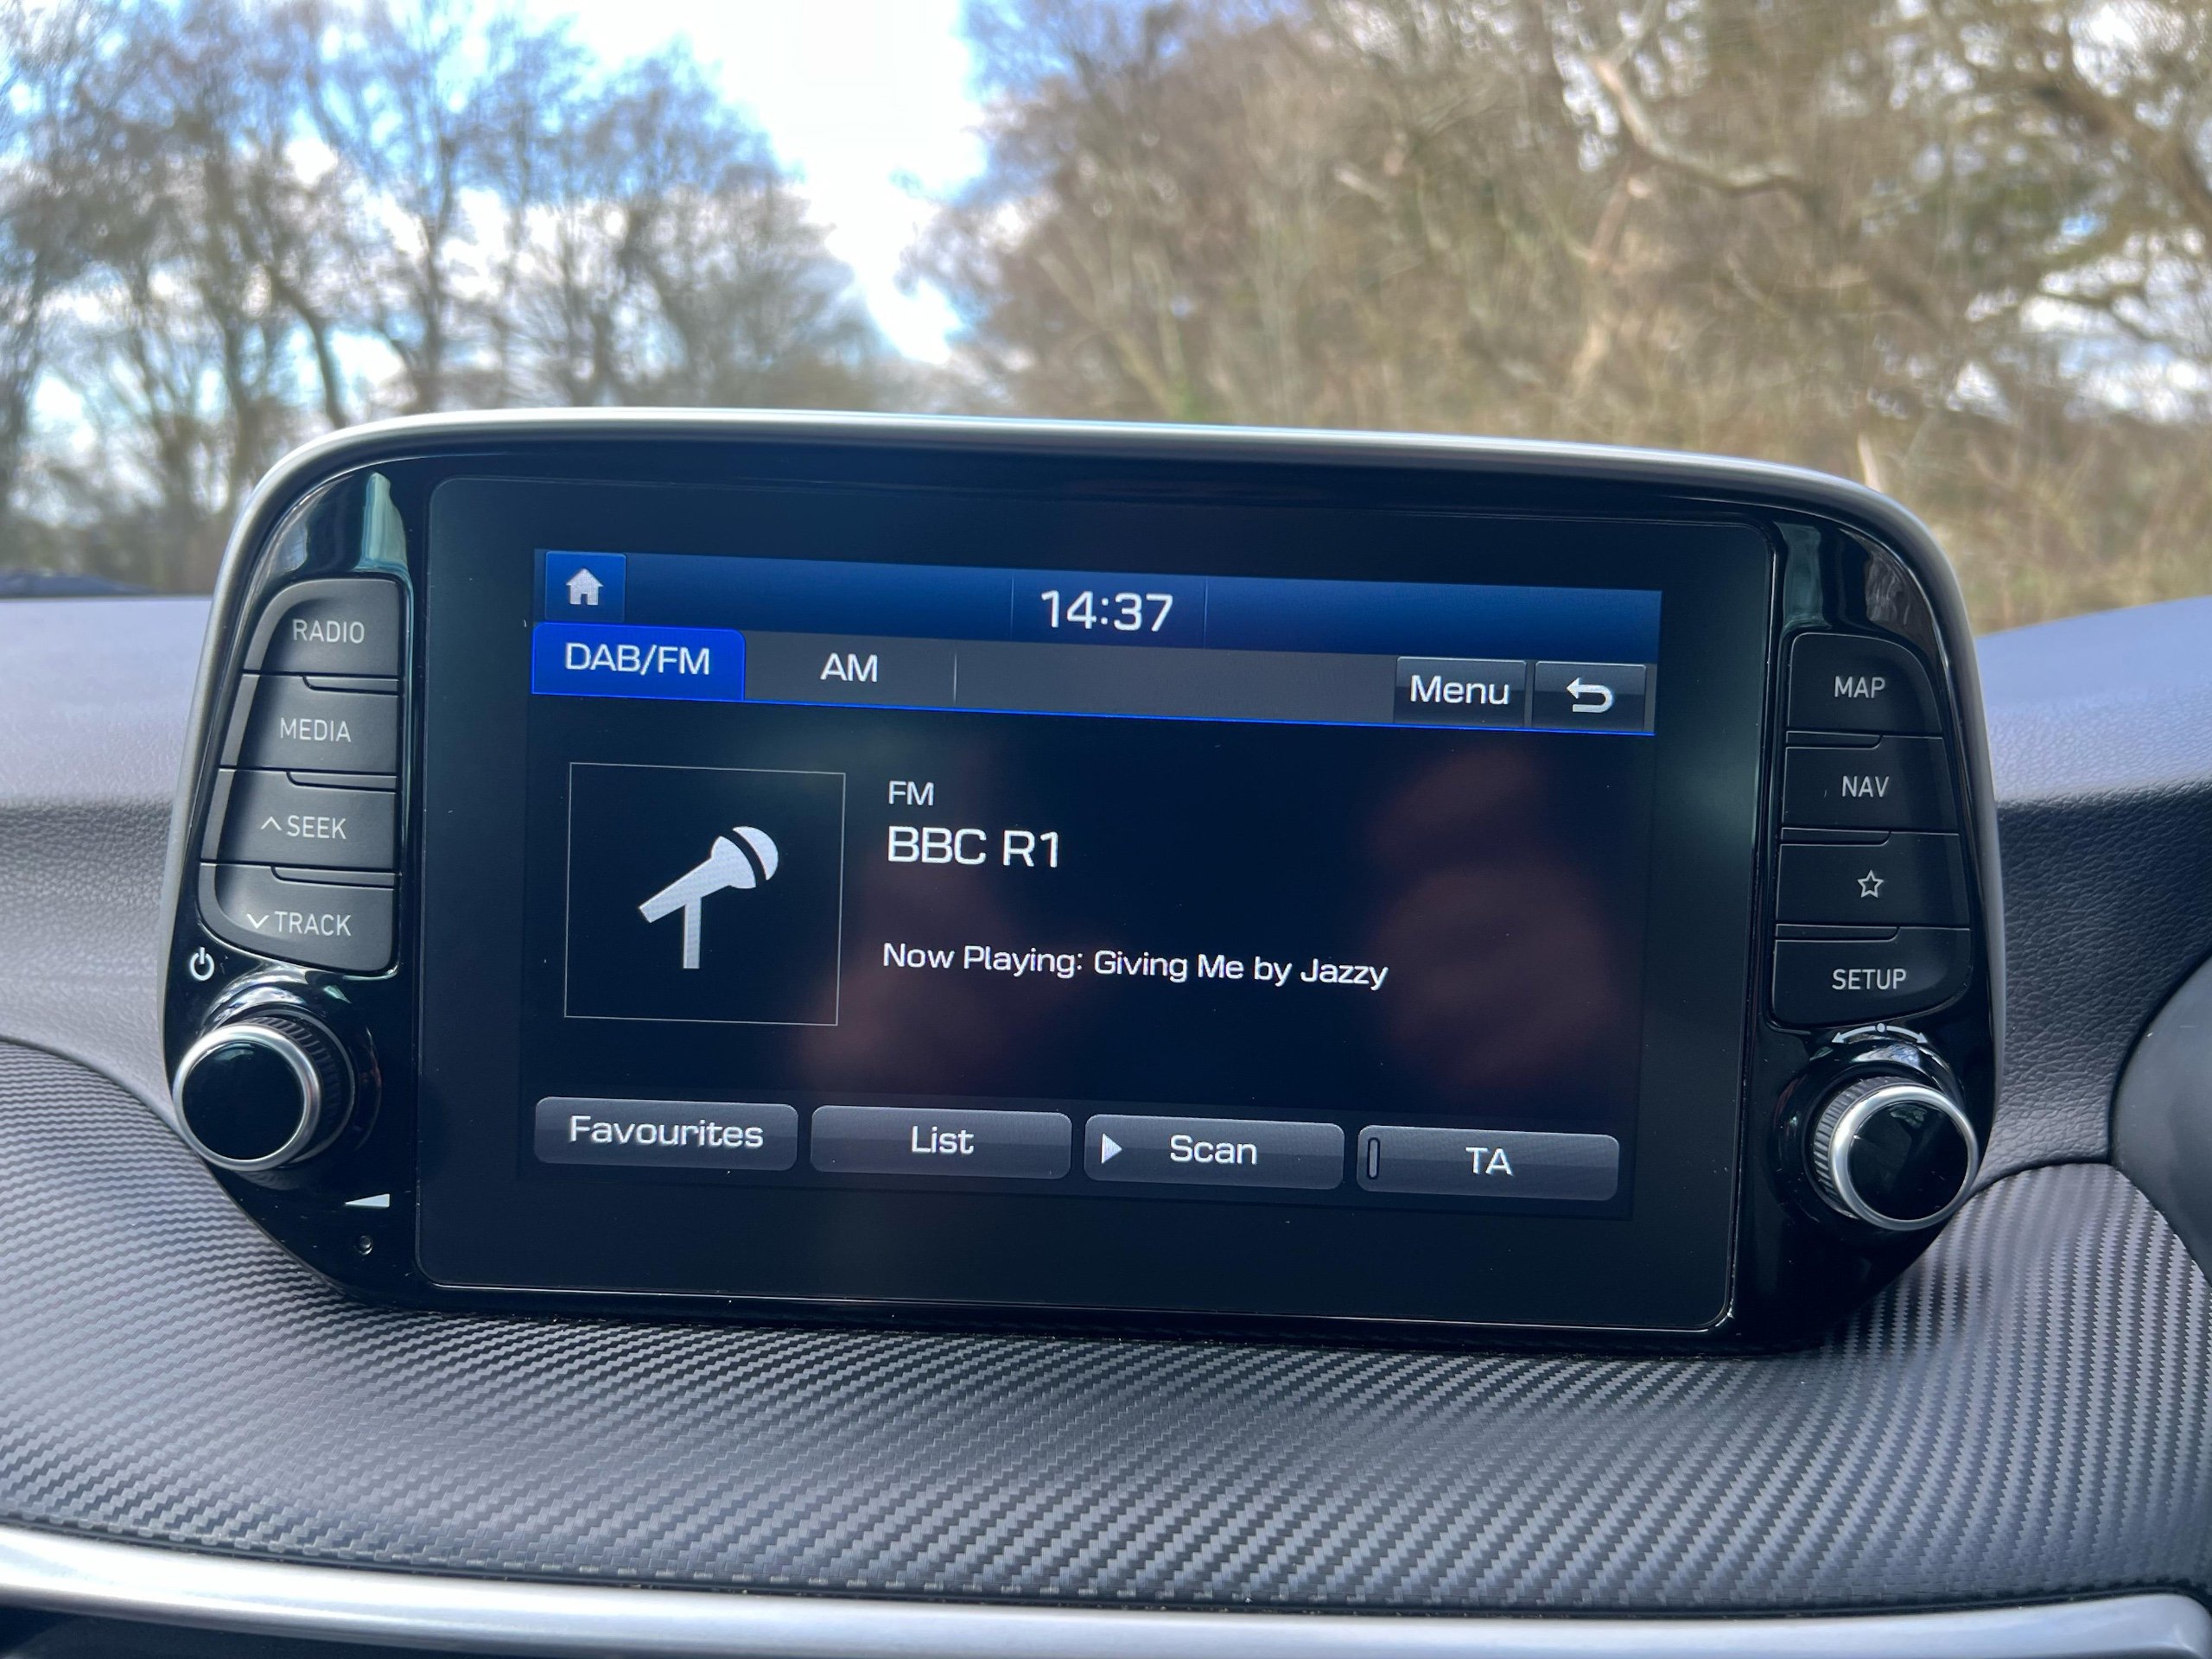 14:37
DAB/FM AM Menu
FM
BBC R1
Now Playing: Giving Me by Jazzy
Favourites List Scan TA
RADIO
MEDIA
SEEK
TRACK
MAP
NAV
SETUP